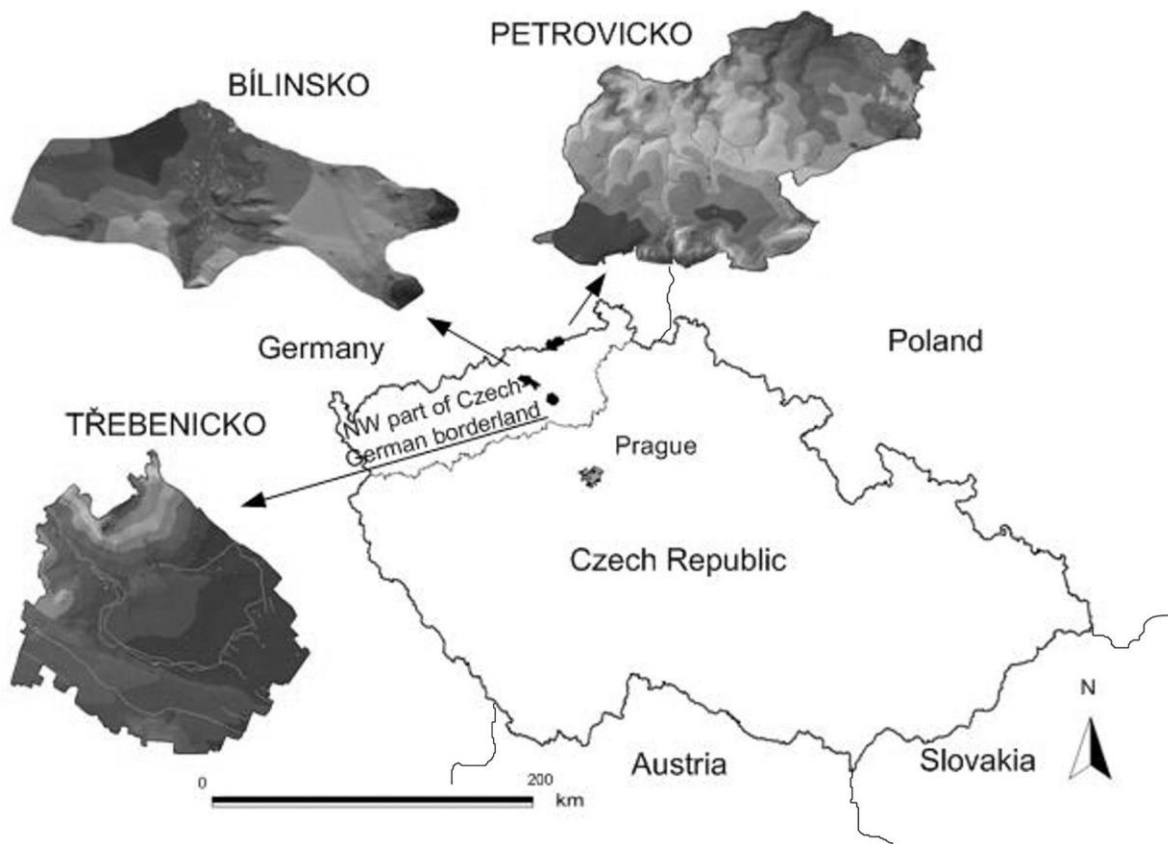 PETROVICKO
BÍLINSKO
Germany
Poland
NW part of Czech-
German borderland
TŘEBENICKO
Prague
Czech Republic
N
Austria
Slovakia
0
200
km